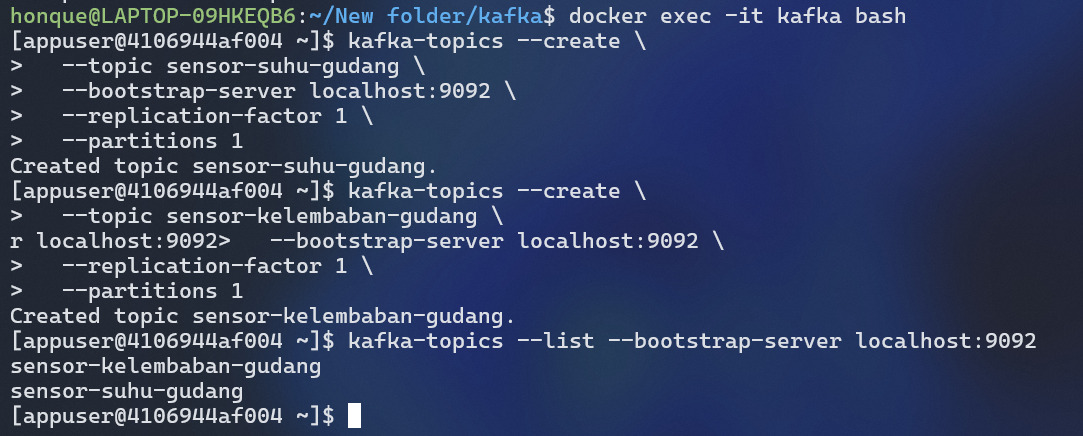 honque@LAPTOP-09HKEQB6:~/New folder/kafka$ docker exec -it kafka bash
[appuser@4106944af004 ~]$ kafka-topics --create \
>   --topic sensor-suhu-gudang \
>   --bootstrap-server localhost:9092 \
>   --replication-factor 1 \
>   --partitions 1
Created topic sensor-suhu-gudang.
[appuser@4106944af004 ~]$ kafka-topics --create \
>   --topic sensor-kelembaban-gudang \
r localhost:9092>   --bootstrap-server localhost:9092 \
>   --replication-factor 1 \
>   --partitions 1
Created topic sensor-kelembaban-gudang.
[appuser@4106944af004 ~]$ kafka-topics --list --bootstrap-server localhost:9092
sensor-kelembaban-gudang
sensor-suhu-gudang
[appuser@4106944af004 ~]$